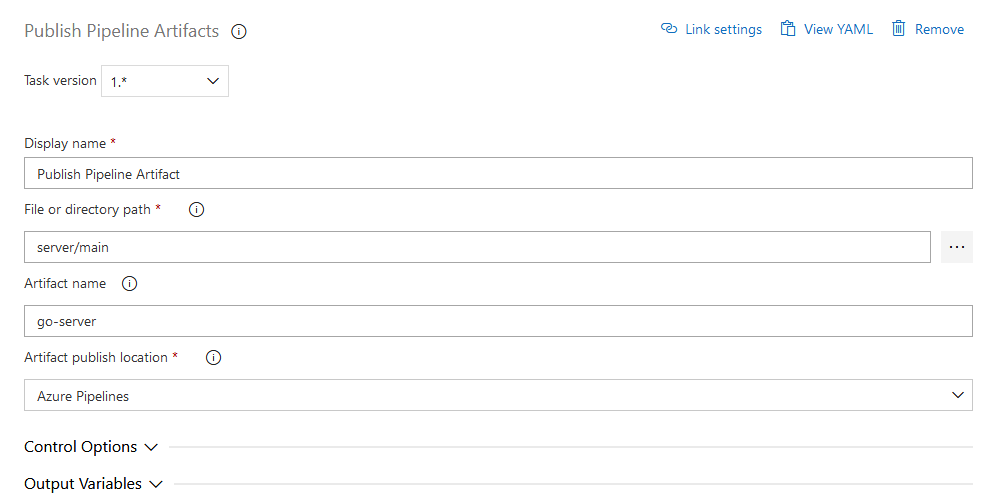 Publish Pipeline Artifacts
Link settings
View YAML
Remove
Task version 1.*
Display name *
Publish Pipeline Artifact
File or directory path *
server/main
...
Artifact name
go-server
Artifact publish location *
Azure Pipelines
Control Options
Output Variables